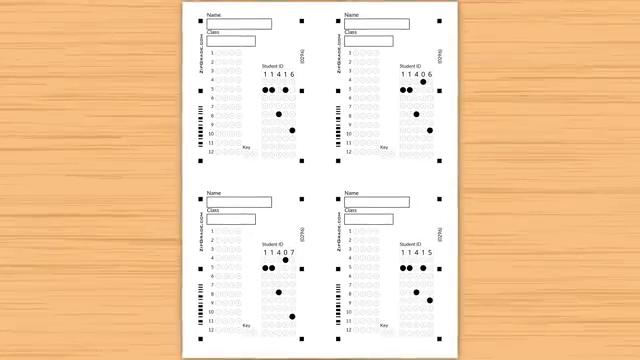 Name
Class
ZIPGRADE.COM
1
2
3
4
5
6
7
8
9
10
11
12
Student ID
1 1 4 1 6
Key
(0296)
Name
Class
ZIPGRADE.COM
1
2
3
4
5
6
7
8
9
10
11
12
Student ID
1 1 4 0 6
Key
(0296)
Name
Class
ZIPGRADE.COM
1
2
3
4
5
6
7
8
9
10
11
12
Student ID
1 1 4 0 7
Key
(0296)
Name
Class
ZIPGRADE.COM
1
2
3
4
5
6
7
8
9
10
11
12
Student ID
1 1 4 1 5
Key
(0296)